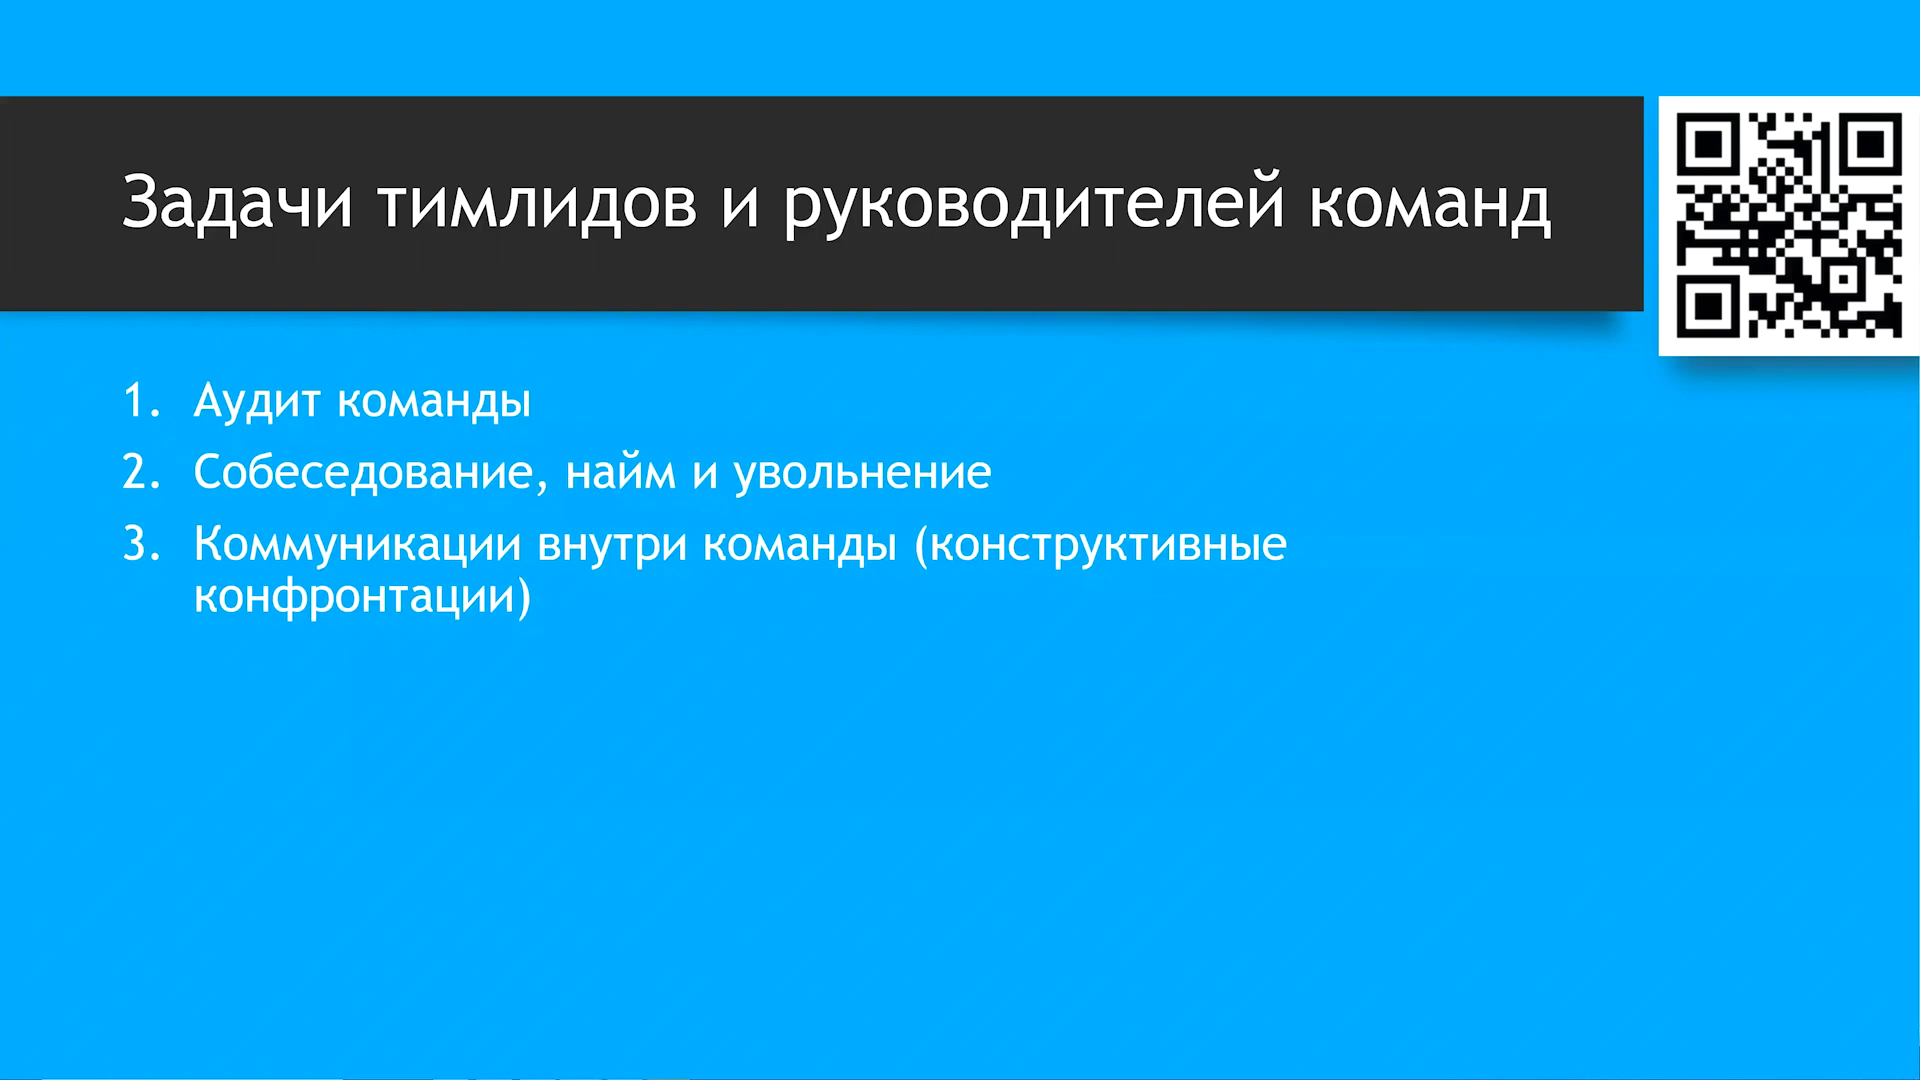 Задачи тимлидов и руководителей команд
1. Аудит команды
2. Собеседование, найм и увольнение
3. Коммуникации внутри команды (конструктивные
конфронтации)